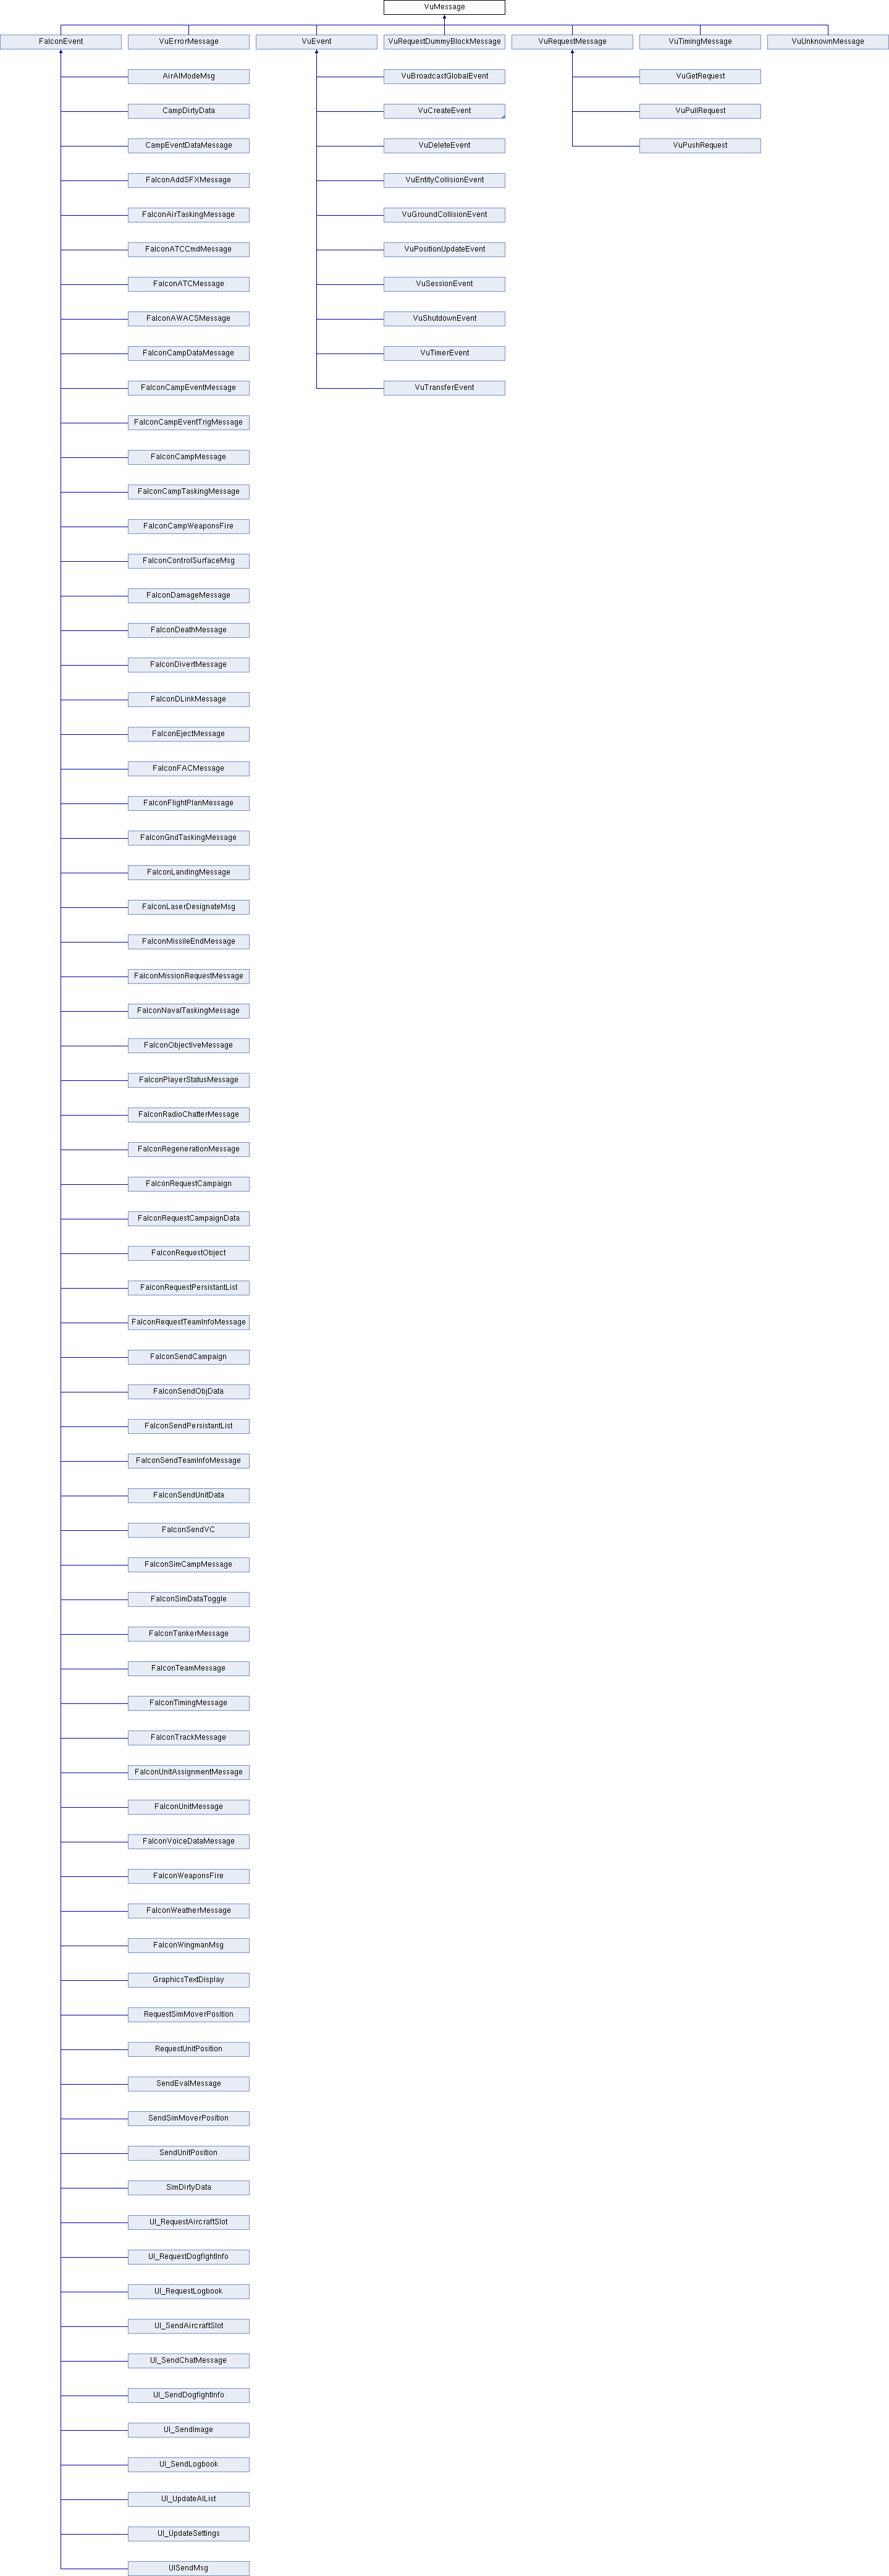 VuMessage
FalconEvent
VuErrorMessage
VuEvent
VuRequestDummyBlockMessage
VuRequestMessage
VuTimingMessage
VuUnknownMessage
AirAIModeMsg
VuBroadcastGlobalEvent
VuGetRequest
CampDirtyData
VuCreateEvent
VuPullRequest
CampEventDataMessage
VuDeleteEvent
VuPushRequest
FalconAddSFXMessage
VuEntityCollisionEvent
FalconAirTaskingMessage
VuGroundCollisionEvent
FalconATCCmdMessage
VuPositionUpdateEvent
FalconATCMessage
VuSessionEvent
FalconAWACSMessage
VuShutdownEvent
FalconCampDataMessage
VuTimerEvent
FalconCampEventMessage
VuTransferEvent
FalconCampEventTrigMessage
FalconCampMessage
FalconCampTaskingMessage
FalconCampWeaponsFire
FalconControlSurfaceMsg
FalconDamageMessage
FalconDeathMessage
FalconDivertMessage
FalconDLinkMessage
FalconEjectMessage
FalconFACMessage
FalconFlightPlanMessage
FalconGndTaskingMessage
FalconLandingMessage
FalconLaserDesignateMsg
FalconMissileEndMessage
FalconMissionRequestMessage
FalconNavalTaskingMessage
FalconObjectiveMessage
FalconPlayerStatusMessage
FalconRadioChatterMessage
FalconRegenerationMessage
FalconRequestCampaign
FalconRequestCampaignData
FalconRequestObject
FalconRequestPersistantList
FalconRequestTeamInfoMessage
FalconSendCampaign
FalconSendObjData
FalconSendPersistantList
FalconSendTeamInfoMessage
FalconSendUnitData
FalconSendVC
FalconSimCampMessage
FalconSimDataToggle
FalconTankerMessage
FalconTeamMessage
FalconTimingMessage
FalconTrackMessage
FalconUnitAssignmentMessage
FalconUnitMessage
FalconVoiceDataMessage
FalconWeaponsFire
FalconWeatherMessage
FalconWingmanMsg
GraphicsTextDisplay
RequestSimMoverPosition
RequestUnitPosition
SendEvalMessage
SendSimMoverPosition
SendUnitPosition
SimDirtyData
UI_RequestAircraftSlot
UI_RequestDogfightInfo
UI_RequestLogbook
UI_SendAircraftSlot
UI_SendChatMessage
UI_SendDogfightInfo
UI_SendImage
UI_SendLogbook
UI_UpdateAIList
UI_UpdateSettings
UISendMsg